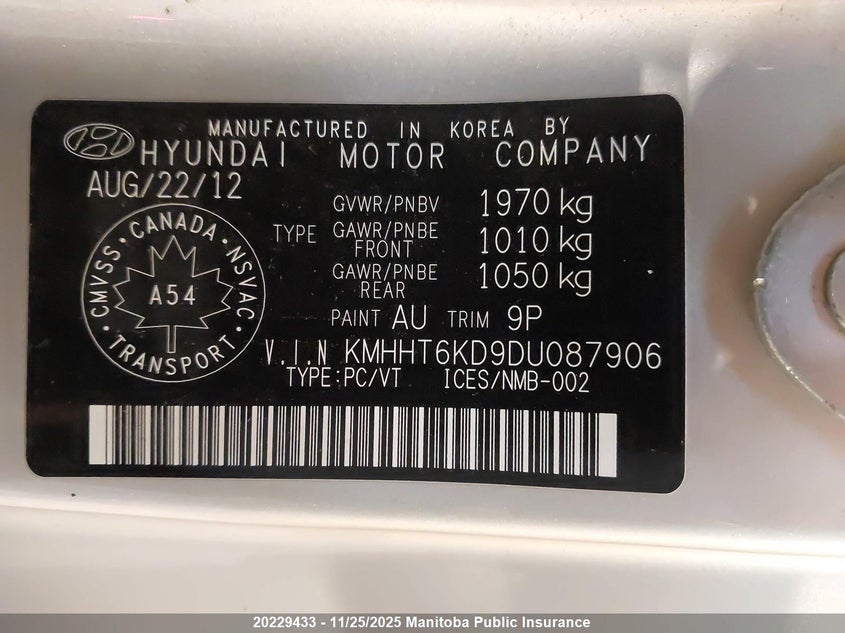 MANUFACTURED IN KOREA BY
HYUNDAI MOTOR COMPANY
AUG/22/12
TYPE
GVWR/PNBV 1970 kg
GAWR/PNBE FRONT 1010 kg
GAWR/PNBE REAR 1050 kg
CMVSS · CANADA · NSVAC · TRANSPORT ·
A54
PAINT AU TRIM 9P
V.I.N KMHHT6KD9DU087906
TYPE:PC/VT ICES/NMB-002
20229433 - 11/25/2025 Manitoba Public Insurance